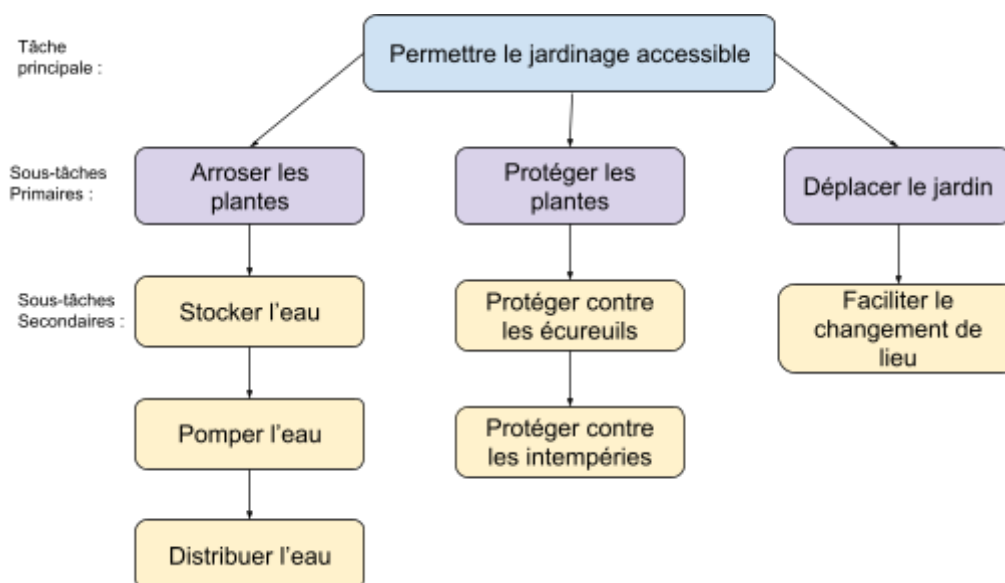 Tâche
principale :
Permettre le jardinage accessible
Sous-tâches
Primaires :
Arroser les
plantes
Protéger les
plantes
Déplacer le jardin
Sous-tâches
Secondaires :
Stocker l'eau
Protéger contre
les écureuils
Faciliter le
changement de
lieu
Pomper l'eau
Protéger contre
les intempéries
Distribuer l'eau